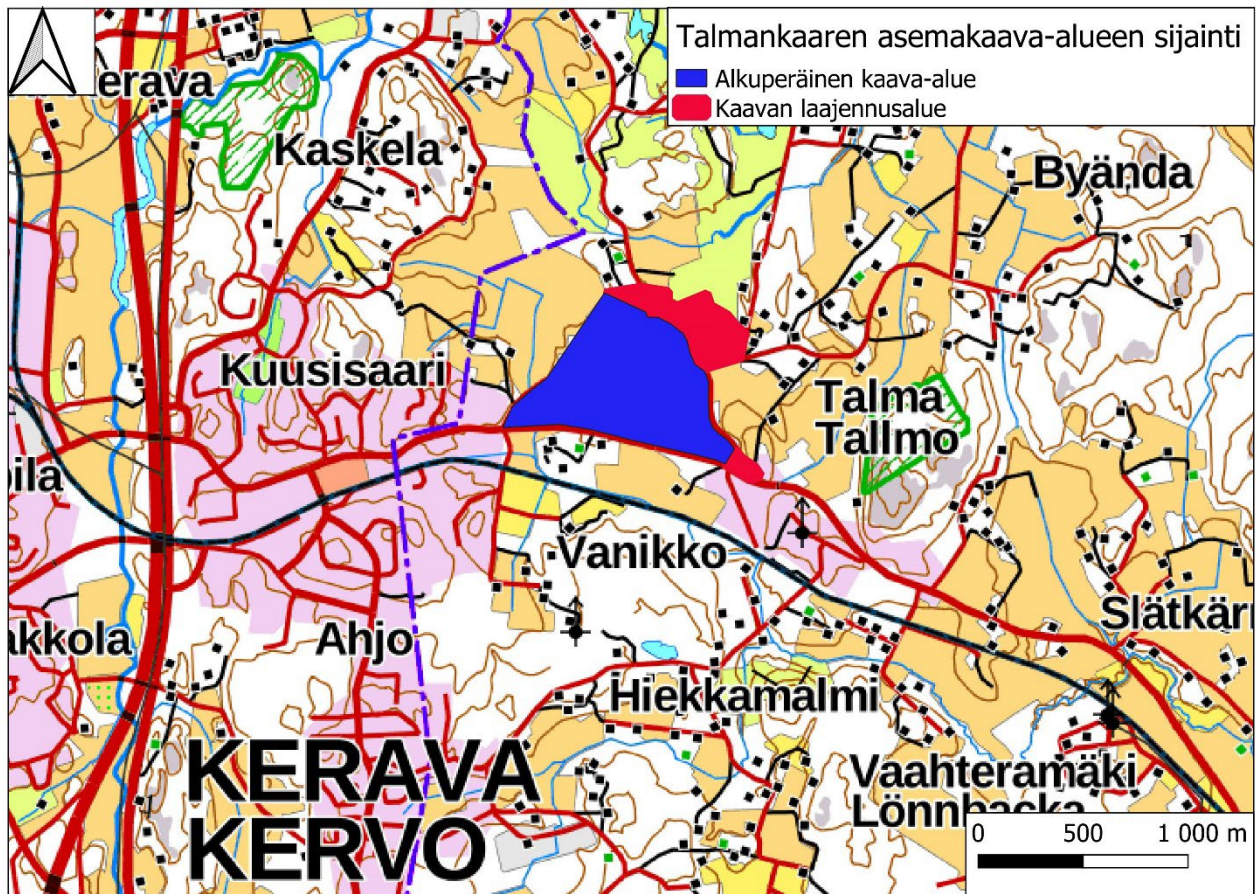 Talmankaaren asemakaava-alueen sijainti
Alkuperäinen kaava-alue
Kaavan laajennusalue
erava
Kaskela
Byända
Kuusisaari
Talma
Tallmo
ila
Vanikko
Slätkärr
akkola
Ahjo
Hiekkamalmi
KERAVA
KERVO
Vaahteramäki
Lönnbacka
0 500 1 000 m